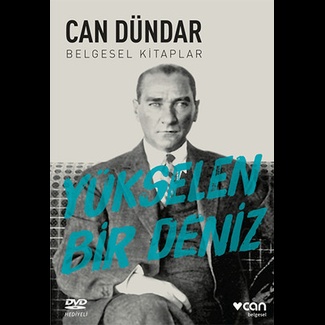 CAN DÜNDAR
BELGESEL KİTAPLAR
YÜKSELEN
BİR DENİZ
DVD
HEDİYELİ
can
belgesel